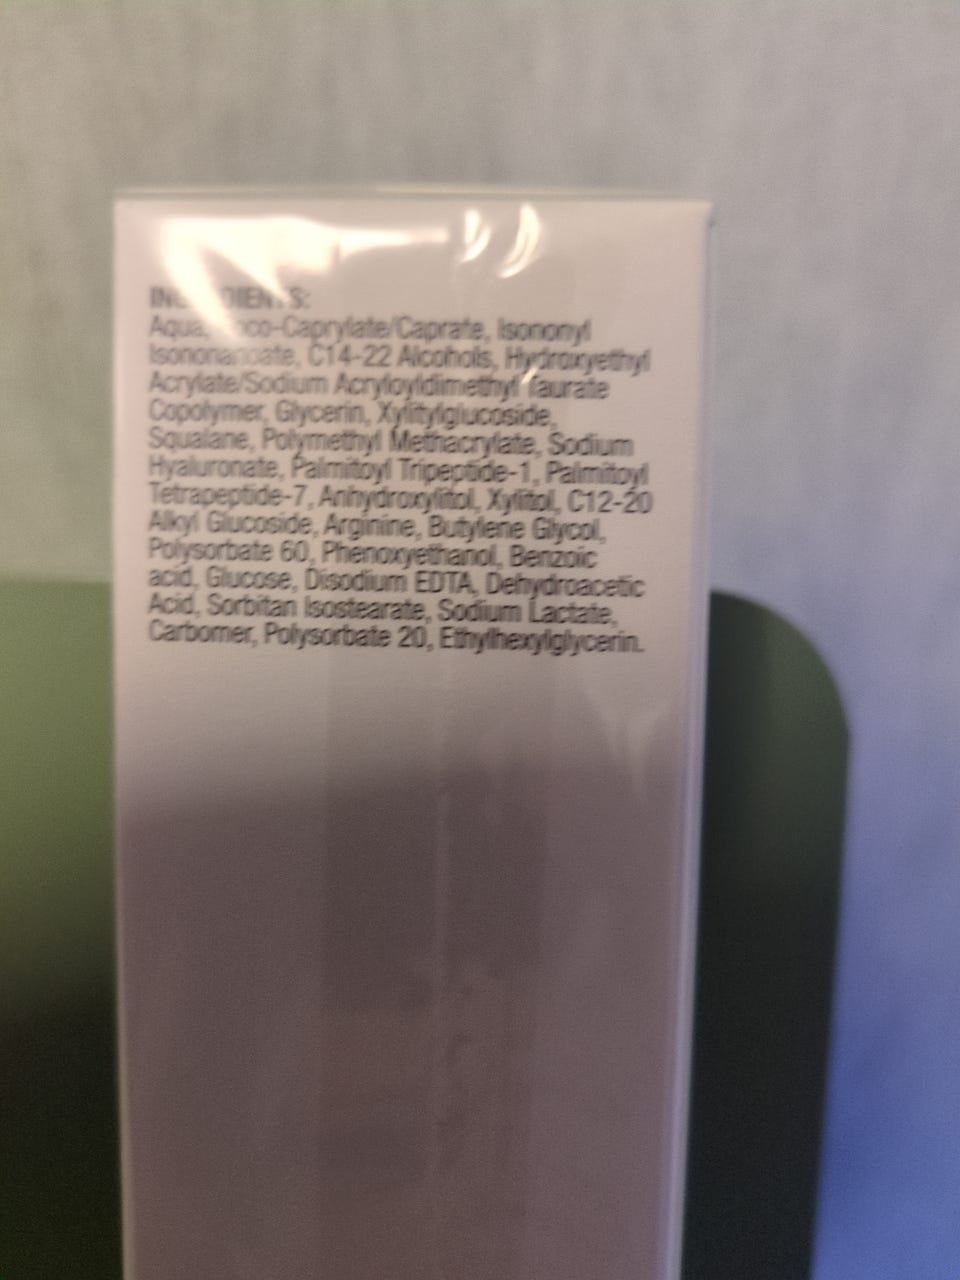 INGREDIENTS:
Aqua, Coco-Caprylate/Caprate, Isononyl
Isononanoate, C14-22 Alcohols, Hydroxyethyl
Acrylate/Sodium Acryloyldimethyl Taurate
Copolymer, Glycerin, Xylitylglucoside,
Squalane, Polymethyl Methacrylate, Sodium
Hyaluronate, Palmitoyl Tripeptide-1, Palmitoyl
Tetrapeptide-7, Anhydroxylitol, Xylitol, C12-20
Alkyl Glucoside, Arginine, Butylene Glycol,
Polysorbate 60, Phenoxyethanol, Benzoic
acid, Glucose, Disodium EDTA, Dehydroacetic
Acid, Sorbitan Isostearate, Sodium Lactate,
Carbomer, Polysorbate 20, Ethylhexylglycerin.